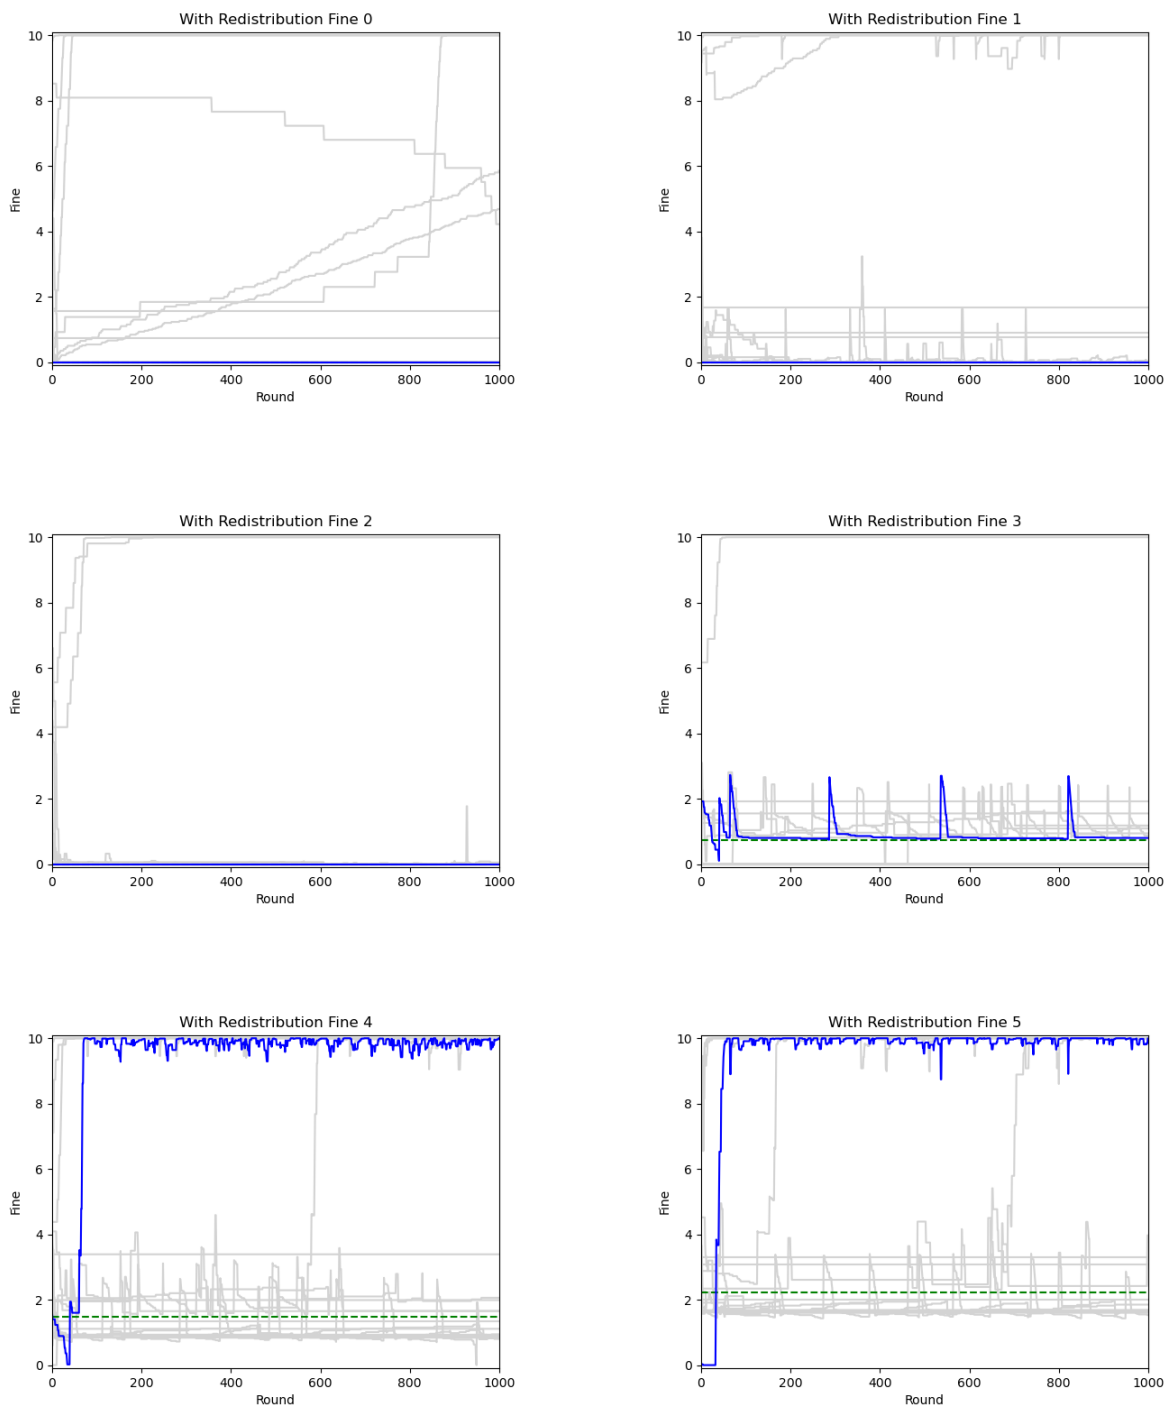 With Redistribution Fine 0
10
8
6
4
2
0
Fine
0 200 400 600 800 1000
Round
With Redistribution Fine 1
10
8
6
4
2
0
Fine
0 200 400 600 800 1000
Round
With Redistribution Fine 2
10
8
6
4
2
0
Fine
0 200 400 600 800 1000
Round
With Redistribution Fine 3
10
8
6
4
2
0
Fine
0 200 400 600 800 1000
Round
With Redistribution Fine 4
10
8
6
4
2
0
Fine
0 200 400 600 800 1000
Round
With Redistribution Fine 5
10
8
6
4
2
0
Fine
0 200 400 600 800 1000
Round